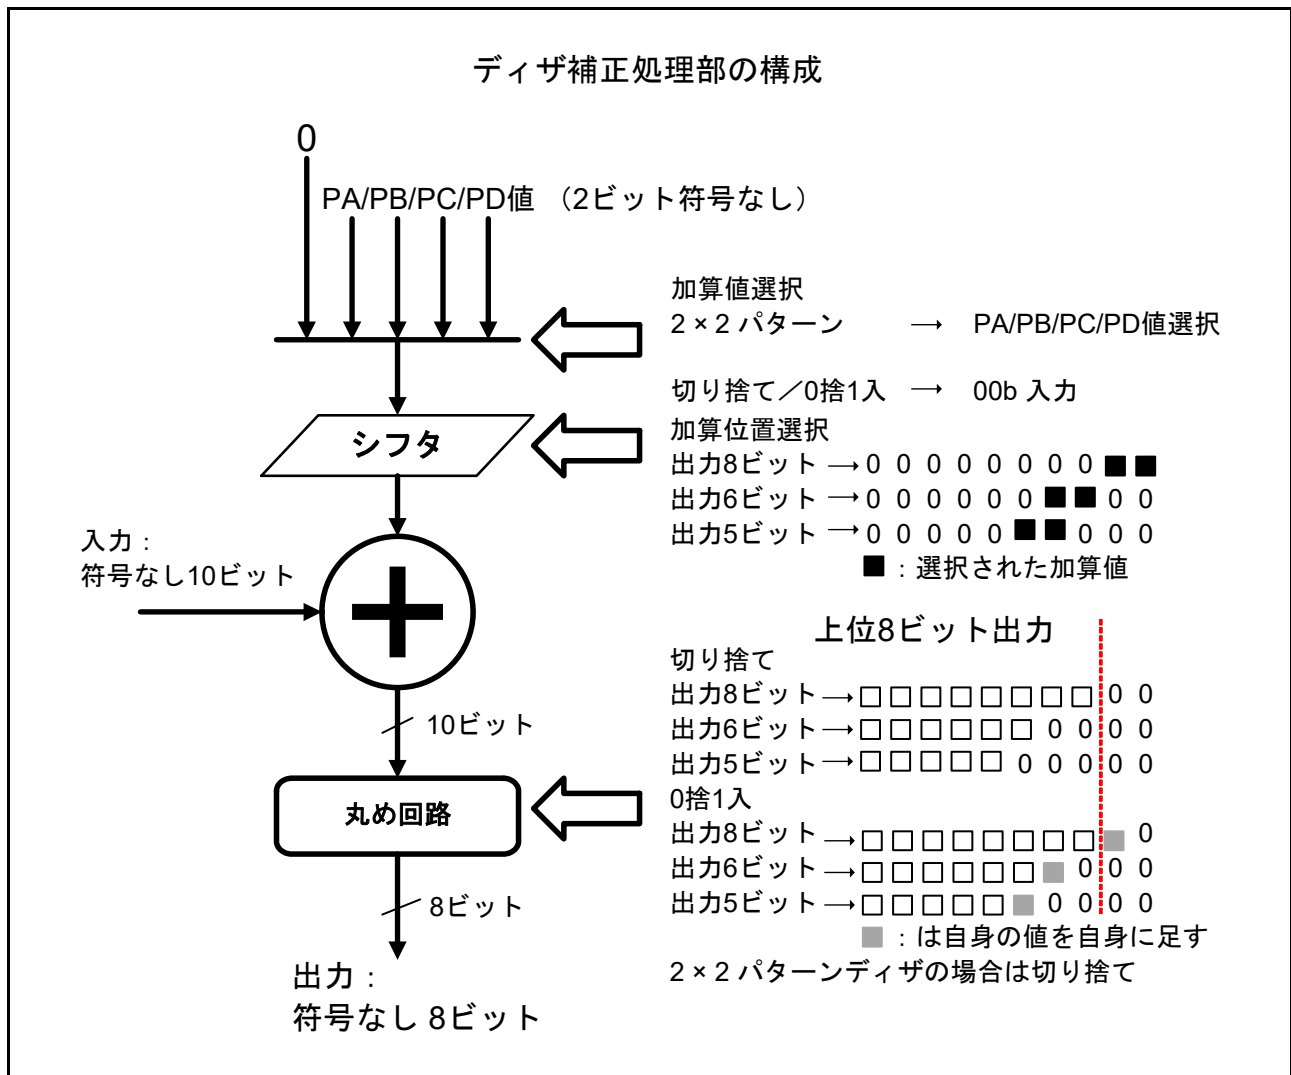 ディザ補正処理部の構成
0
PA/PB/PC/PD値 （2ビット符号なし）
加算値選択
2×2 パターン → PA/PB/PC/PD値選択
切り捨て／0捨1入 → 00b 入力
シフタ
加算位置選択
出力8ビット → 0 0 0 0 0 0 0 0 ■ ■
出力6ビット → 0 0 0 0 0 0 ■ ■ 0 0
出力5ビット → 0 0 0 0 0 ■ ■ 0 0 0
■ ： 選択された加算値
入力：
符号なし10ビット
上位8ビット出力
切り捨て
出力8ビット → □ □ □ □ □ □ □ □ 0 0
出力6ビット → □ □ □ □ □ □ 0 0 0 0
出力5ビット → □ □ □ □ □ 0 0 0 0 0
10ビット
丸め回路
0捨1入
出力8ビット → □ □ □ □ □ □ □ □ ■ 0
出力6ビット → □ □ □ □ □ □ ■ 0 0 0
出力5ビット → □ □ □ □ □ ■ 0 0 0 0
■ ： は自身の値を自身に足す
2×2 パターンディザの場合は切り捨て
8ビット
出力：
符号なし 8ビット